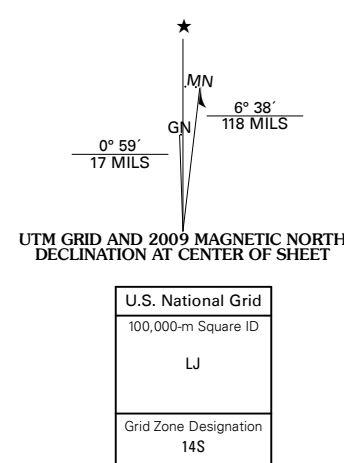 ★
MN
6° 38´
118 MILS
GN
0° 59´
17 MILS
UTM GRID AND 2009 MAGNETIC NORTH
DECLINATION AT CENTER OF SHEET
U.S. National Grid
100,000-m Square ID
LJ
Grid Zone Designation
14S